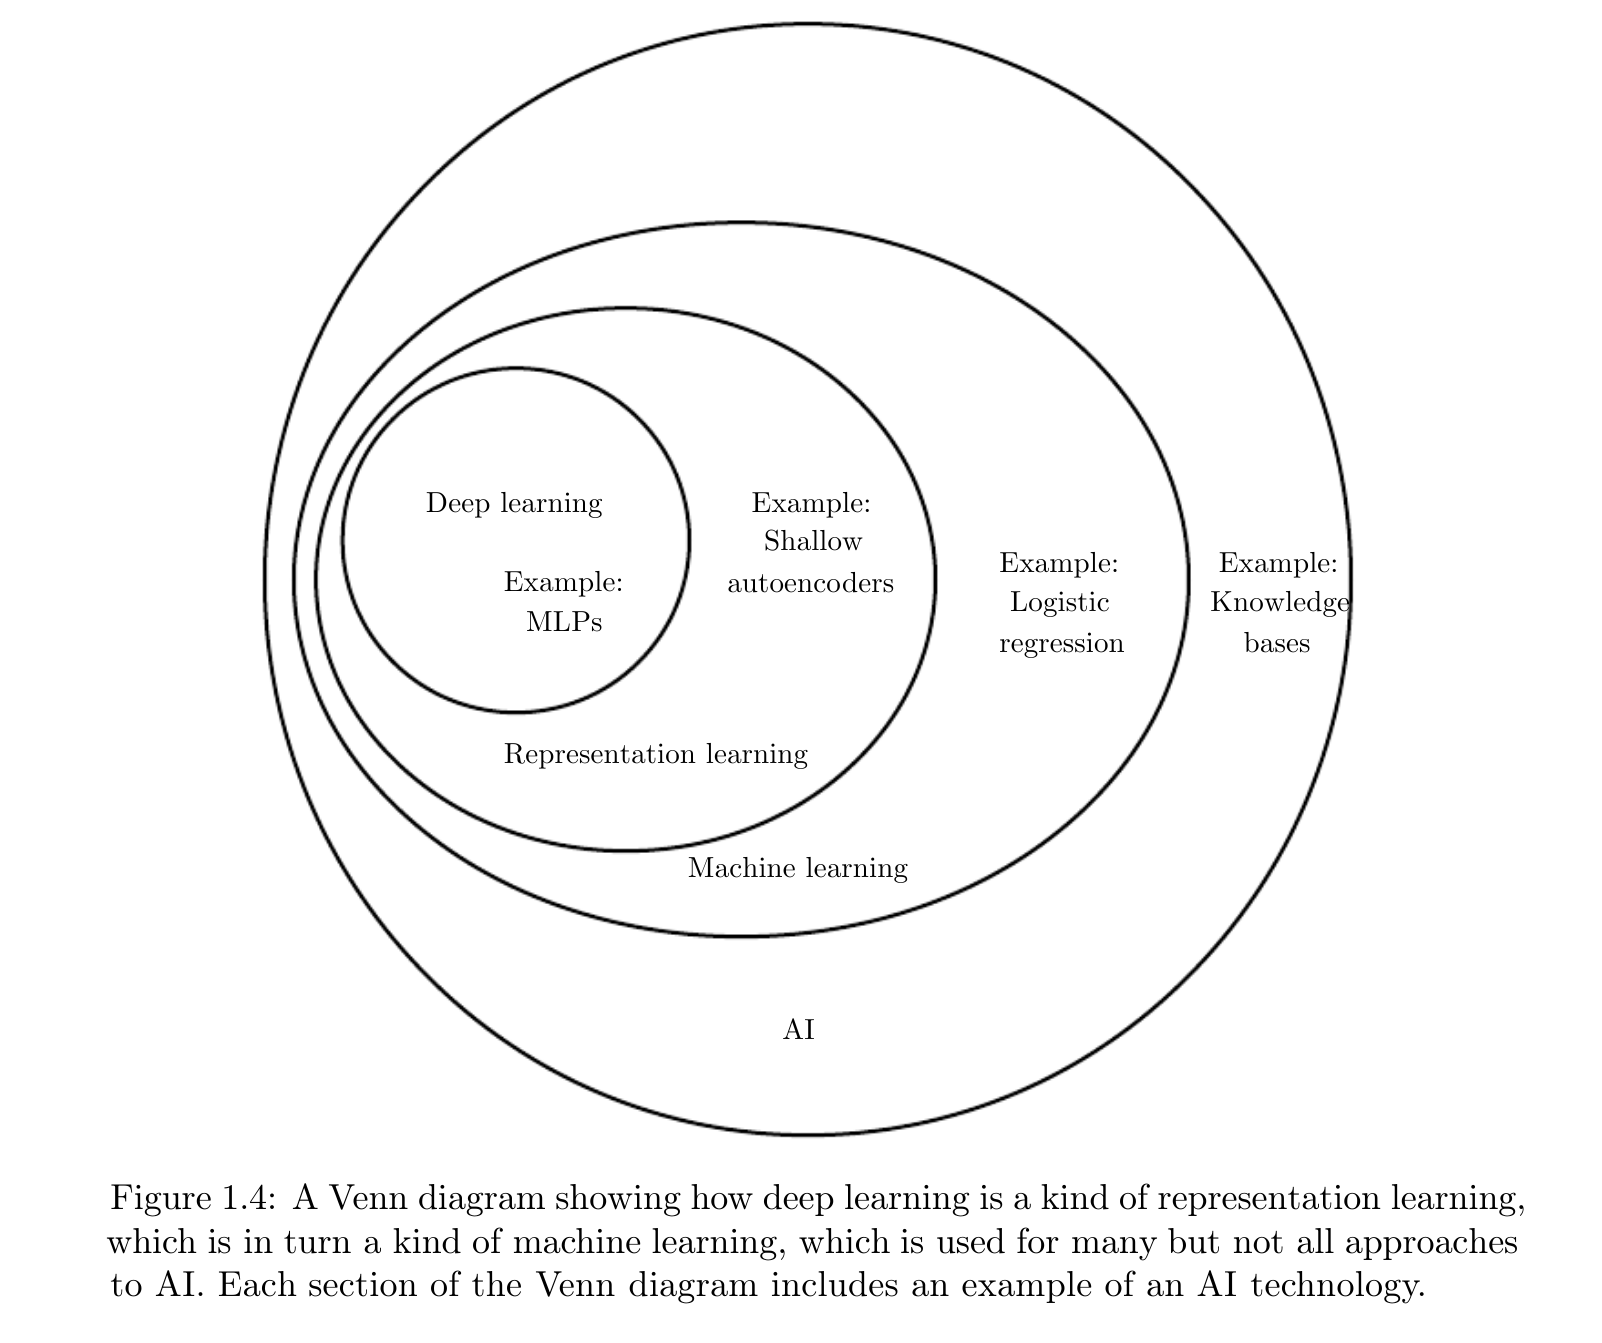 Deep learning
Example:
MLPs
Example:
Shallow
autoencoders
Example:
Logistic
regression
Example:
Knowledge
bases
Representation learning
Machine learning
AI
Figure 1.4: A Venn diagram showing how deep learning is a kind of representation learning,
which is in turn a kind of machine learning, which is used for many but not all approaches
to AI. Each section of the Venn diagram includes an example of an AI technology.